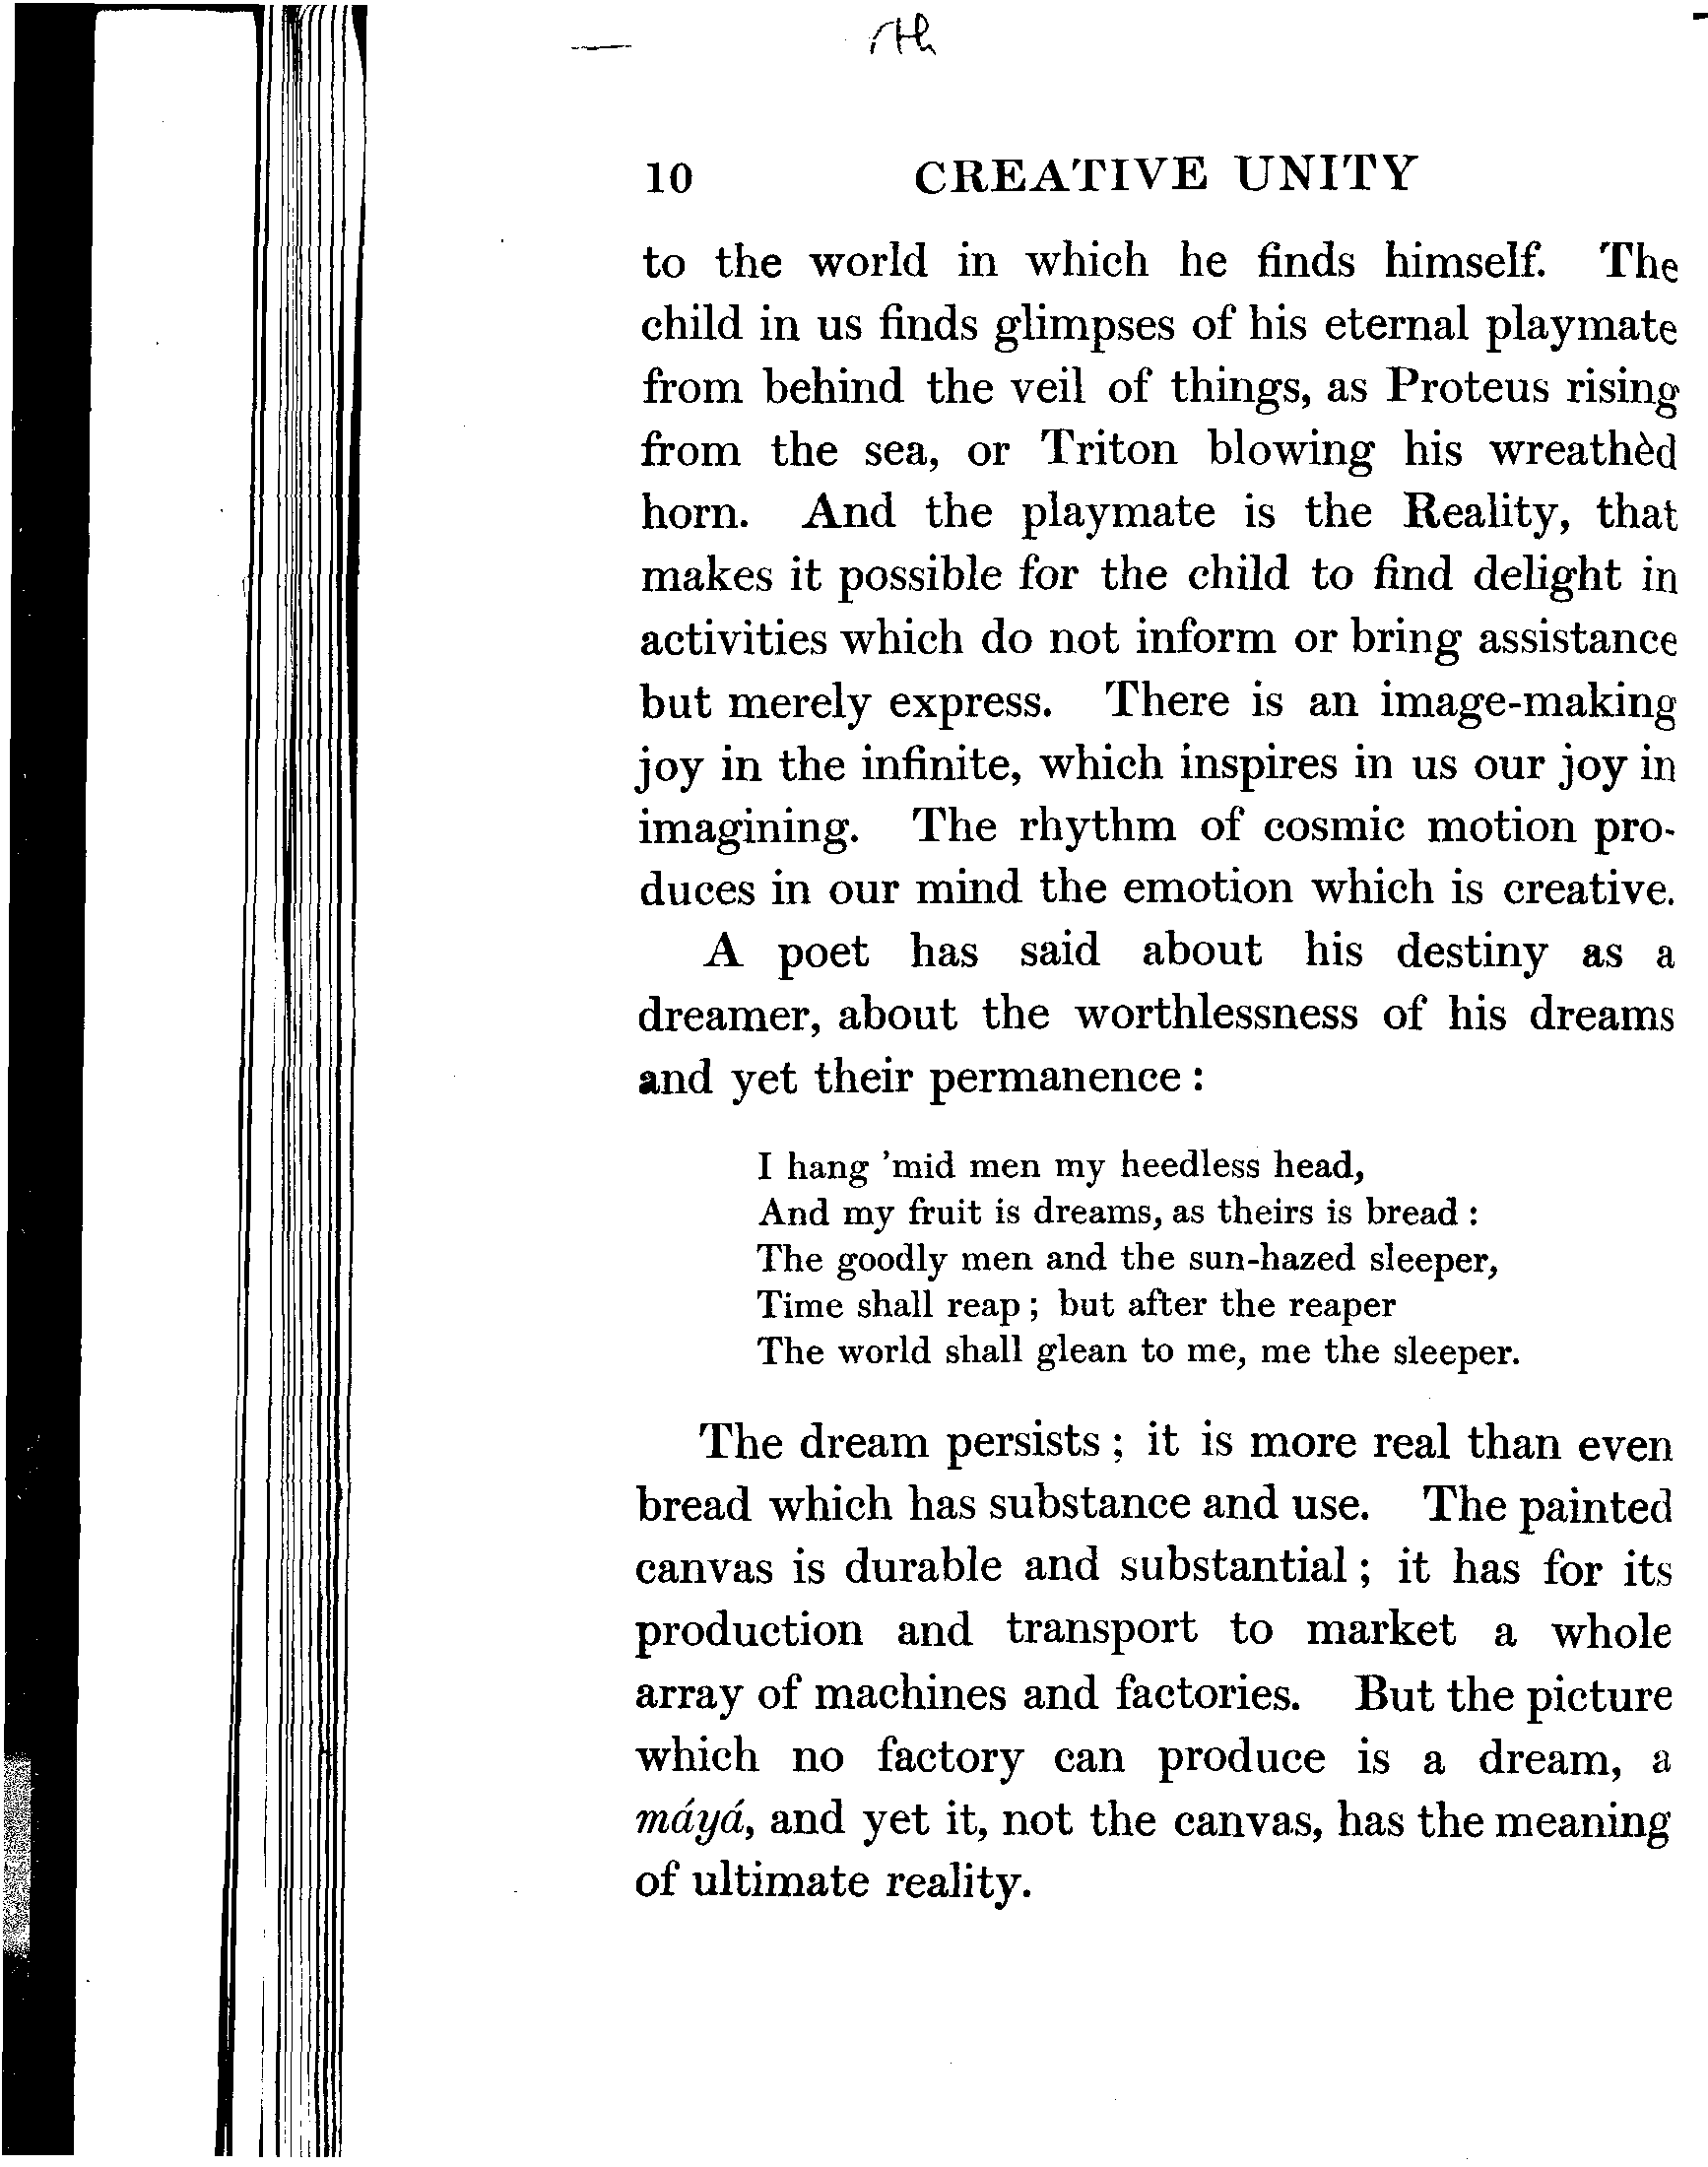 10 CREATIVE UNITY
to the world in which he finds himself. The
child in us finds glimpses of his eternal playmate
from behind the veil of things, as Proteus rising
from the sea, or Triton blowing his wreathèd
horn. And the playmate is the Reality, that
makes it possible for the child to find delight in
activities which do not inform or bring assistance
but merely express. There is an image-making
joy in the infinite, which inspires in us our joy in
imagining. The rhythm of cosmic motion pro-
duces in our mind the emotion which is creative.
A poet has said about his destiny as a
dreamer, about the worthlessness of his dreams
and yet their permanence :
I hang ’mid men my heedless head,
And my fruit is dreams, as theirs is bread :
The goodly men and the sun-hazed sleeper,
Time shall reap ; but after the reaper
The world shall glean to me, me the sleeper.
The dream persists ; it is more real than even
bread which has substance and use. The painted
canvas is durable and substantial ; it has for its
production and transport to market a whole
array of machines and factories. But the picture
which no factory can produce is a dream, a
máyá, and yet it, not the canvas, has the meaning
of ultimate reality.